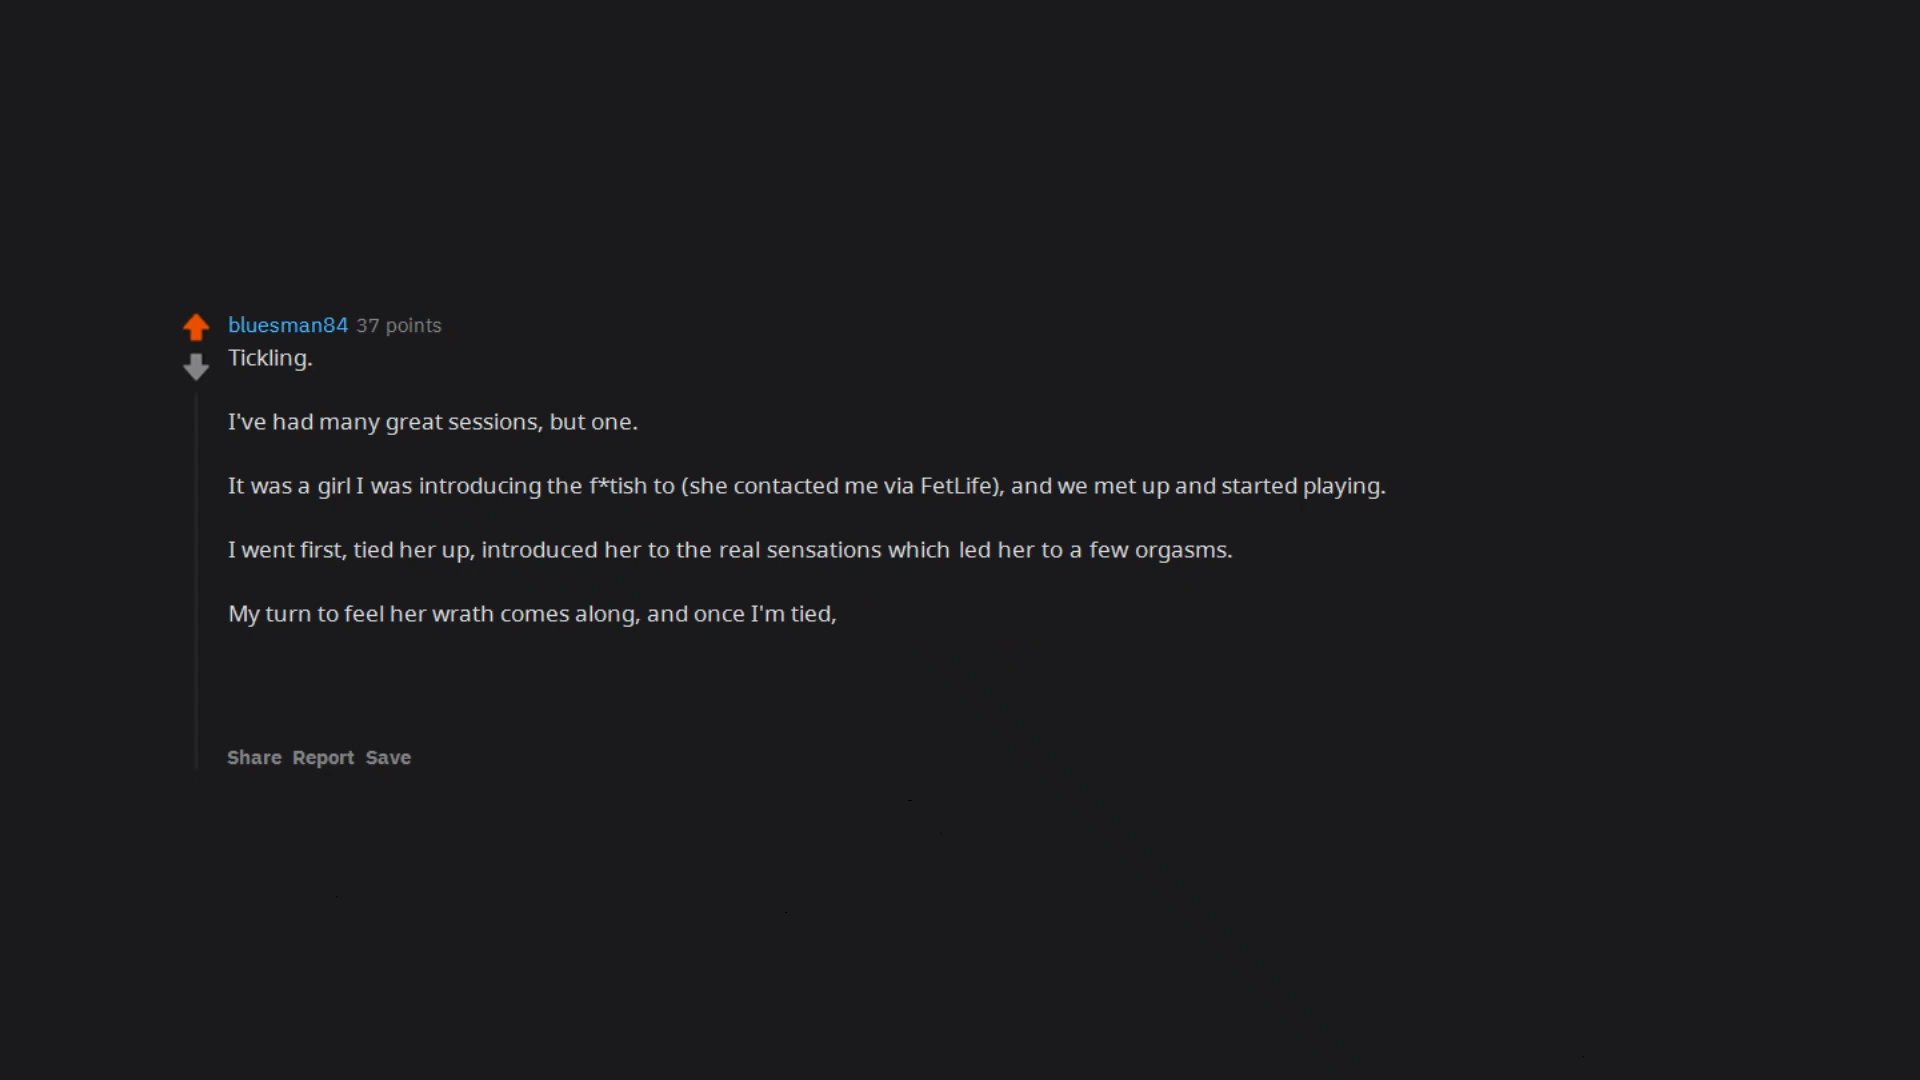 bluesman84 37 points
Tickling.
I've had many great sessions, but one.
It was a girl I was introducing the f*tish to (she contacted me via FetLife), and we met up and started playing.
I went first, tied her up, introduced her to the real sensations which led her to a few orgasms.
My turn to feel her wrath comes along, and once I'm tied,
Share Report Save